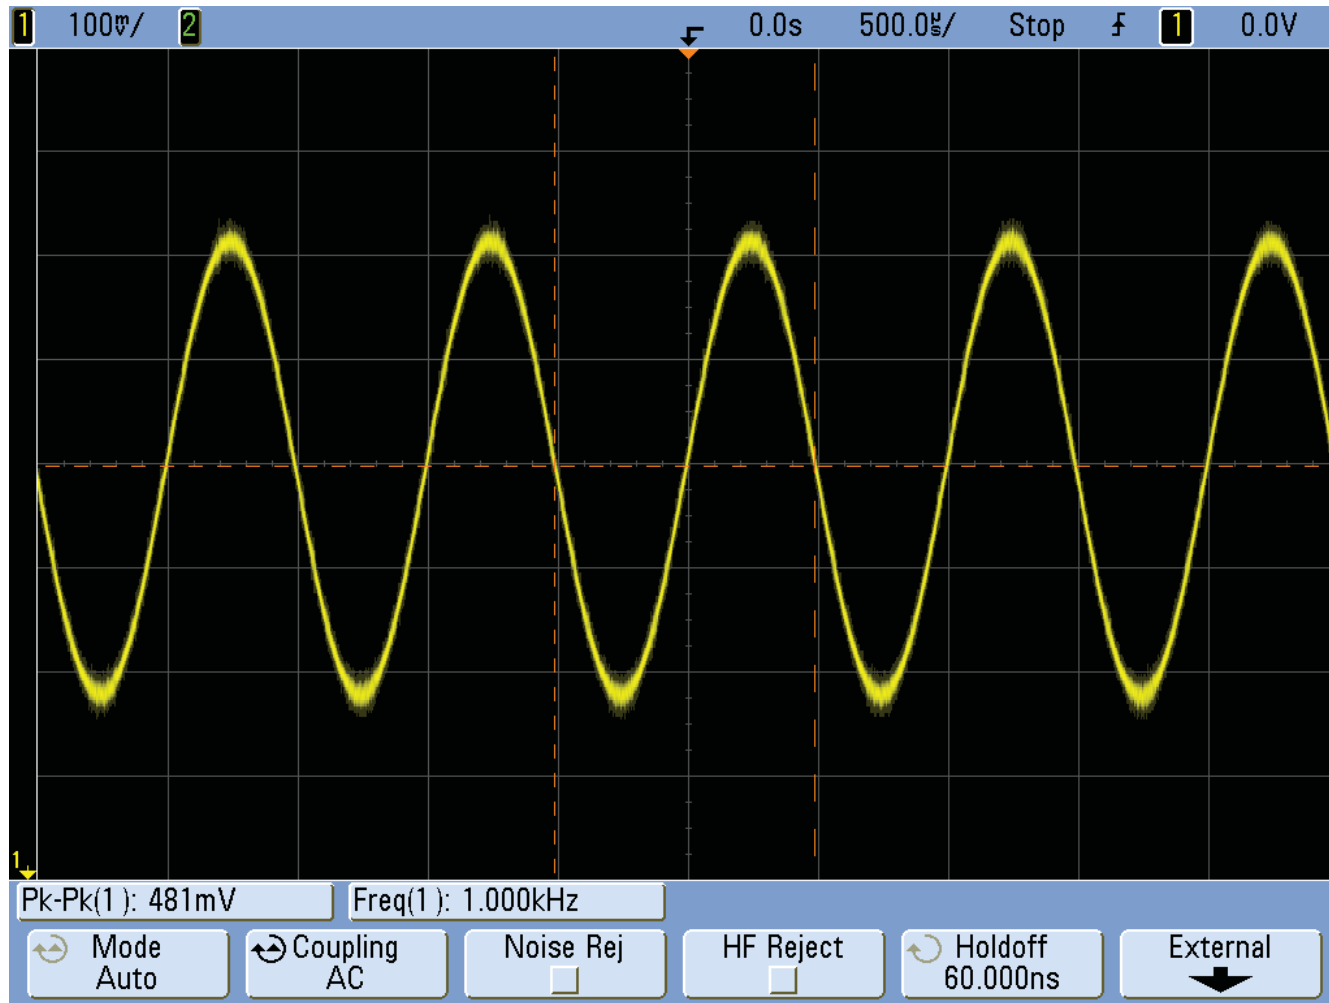 1 100mV/ 2 0.0s 500.0µs/ Stop 1 0.0V
1
Pk-Pk(1): 481mV Freq(1): 1.000kHz
Mode Coupling Noise Rej HF Reject Holdoff External
Auto AC 60.000ns